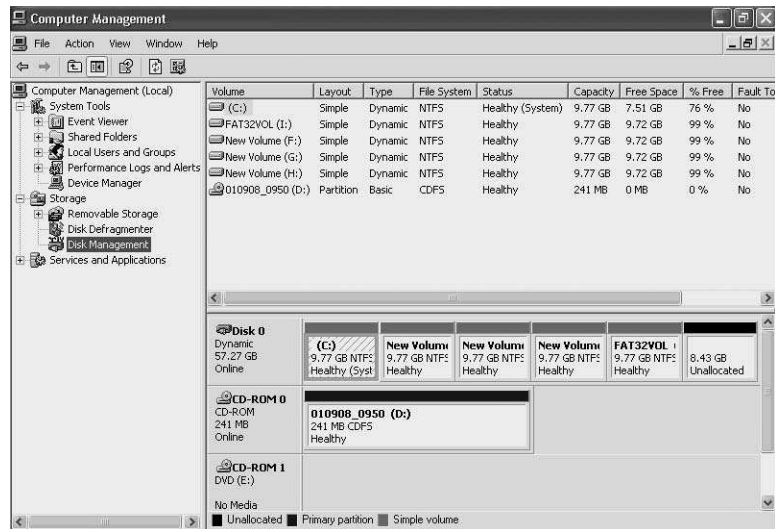 Computer Management
File Action View Window Help
Computer Management (Local)
System Tools
Event Viewer
Shared Folders
Local Users and Groups
Performance Logs and Alerts
Device Manager
Storage
Removable Storage
Disk Defragmenter
Disk Management
Services and Applications
Volume Layout Type File System Status Capacity Free Space % Free Fault To
(C:) Simple Dynamic NTFS Healthy (System) 9.77 GB 7.51 GB 76 % No
FAT32VOL (I:) Simple Dynamic NTFS Healthy 9.77 GB 9.72 GB 99 % No
New Volume (F:) Simple Dynamic NTFS Healthy 9.77 GB 9.72 GB 99 % No
New Volume (G:) Simple Dynamic NTFS Healthy 9.77 GB 9.72 GB 99 % No
New Volume (H:) Simple Dynamic NTFS Healthy 9.77 GB 9.72 GB 99 % No
010908_0950 (D:) Partition Basic CDFS Healthy 241 MB 0 MB 0 % No
Disk 0
Dynamic
57.27 GB
Online
(C:)
9.77 GB NTFS
Healthy (Syst
New Volume
9.77 GB NTFS
Healthy
New Volume
9.77 GB NTFS
Healthy
New Volume
9.77 GB NTFS
Healthy
FAT32VOL
9.77 GB NTFS
Healthy
8.43 GB
Unallocated
CD-ROM 0
CD-ROM
241 MB
Online
010908_0950 (D:)
241 MB CDFS
Healthy
CD-ROM 1
DVD (E:)
No Media
Unallocated Primary partition Simple volume